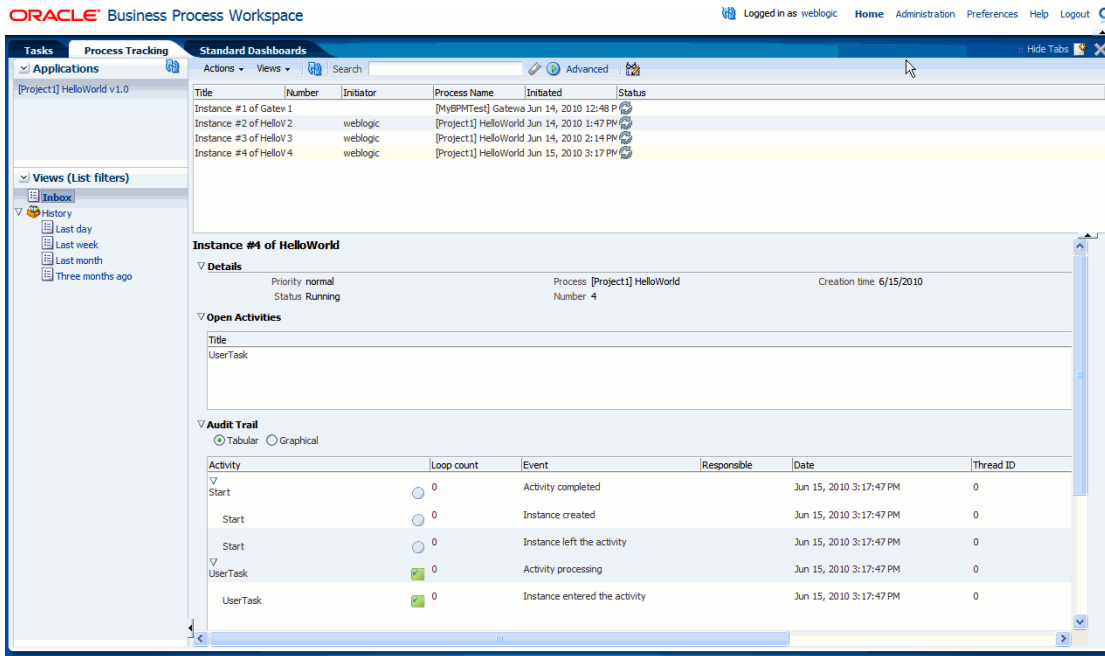 ORACLE Business Process Workspace
Logged in as weblogic Home Administration Preferences Help Logout
Tasks Process Tracking Standard Dashboards
Hide Tabs
Applications
[Project1] HelloWorld v1.0
Actions Views Search Advanced
Title Number Initiator Process Name Initiated Status
Instance #1 of Gatew 1 [MyBPMTest] Gatewa Jun 14, 2010 12:48 P
Instance #2 of HelloW 2 weblogic [Project1] HelloWorld Jun 14, 2010 1:47 PM
Instance #3 of HelloW 3 weblogic [Project1] HelloWorld Jun 14, 2010 2:14 PM
Instance #4 of HelloW 4 weblogic [Project1] HelloWorld Jun 15, 2010 3:17 PM
Views (List filters)
Inbox
History
Last day
Last week
Last month
Three months ago
Instance #4 of HelloWorld
Details
Priority normal Process [Project1] HelloWorld Creation time 6/15/2010
Status Running Number 4
Open Activities
Title
UserTask
Audit Trail
Tabular Graphical
Activity Loop count Event Responsible Date Thread ID
Start 0 Activity completed Jun 15, 2010 3:17:47 PM 0
Start 0 Instance created Jun 15, 2010 3:17:47 PM 0
Start 0 Instance left the activity Jun 15, 2010 3:17:47 PM 0
UserTask 0 Activity processing Jun 15, 2010 3:17:47 PM 0
UserTask 0 Instance entered the activity Jun 15, 2010 3:17:47 PM 0